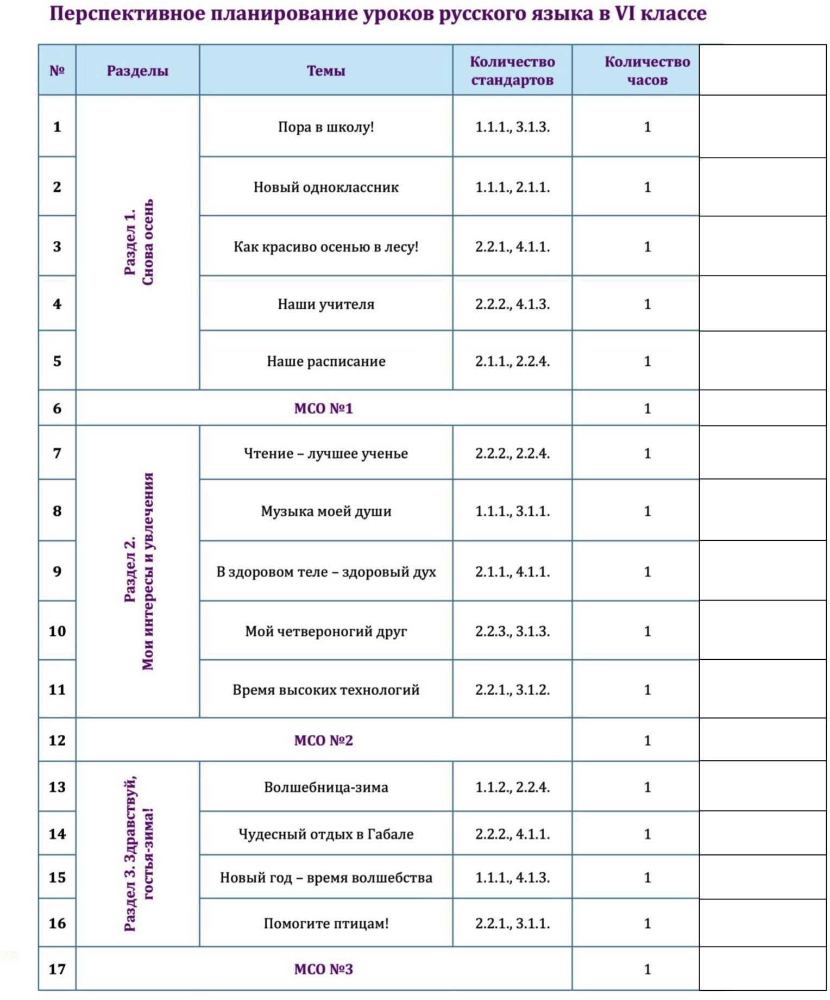 Перспективное планирование уроков русского языка в VI классе
№ Разделы Темы Количество стандартов Количество часов
Раздел 1.
Снова осень
1 Пора в школу! 1.1.1., 3.1.3. 1
2 Новый одноклассник 1.1.1., 2.1.1. 1
3 Как красиво осенью в лесу! 2.2.1., 4.1.1. 1
4 Наши учителя 2.2.2., 4.1.3. 1
5 Наше расписание 2.1.1., 2.2.4. 1
6 МСО №1 1
Раздел 2.
Мои интересы и увлечения
7 Чтение – лучшее ученье 2.2.2., 2.2.4. 1
8 Музыка моей души 1.1.1., 3.1.1. 1
9 В здоровом теле – здоровый дух 2.1.1., 4.1.1. 1
10 Мой четвероногий друг 2.2.3., 3.1.3. 1
11 Время высоких технологий 2.2.1., 3.1.2. 1
12 МСО №2 1
Раздел 3. Здравствуй,
гостья-зима!
13 Волшебница-зима 1.1.2., 2.2.4. 1
14 Чудесный отдых в Габале 2.2.2., 4.1.1. 1
15 Новый год – время волшебства 1.1.1., 4.1.3. 1
16 Помогите птицам! 2.2.1., 3.1.1. 1
17 МСО №3 1